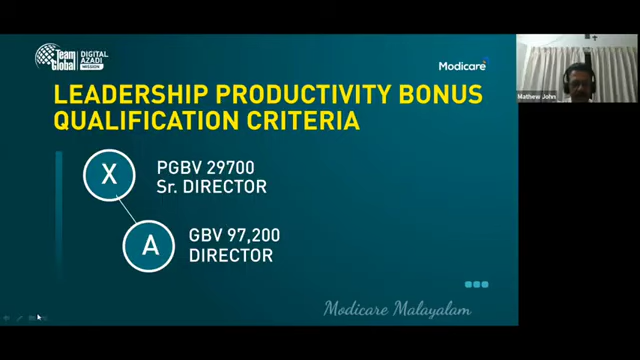 Team
Global
DIGITAL
AZADI
MISSION
Modicare
LEADERSHIP PRODUCTIVITY BONUS
QUALIFICATION CRITERIA
X
PGBV 29700
Sr. DIRECTOR
A
GBV 97,200
DIRECTOR
Modicare Malayalam
Mathew John